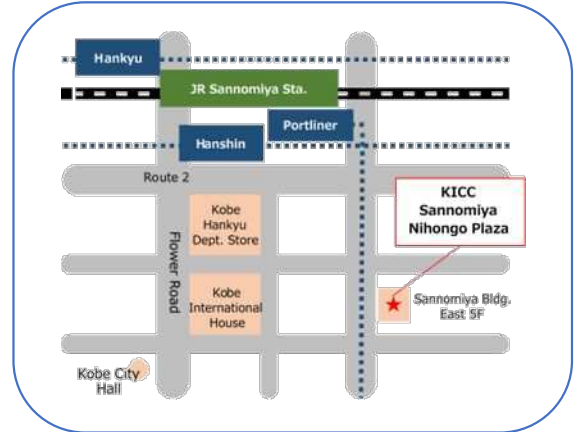 Hankyu
JR Sannomiya Sta.
Portliner
Hanshin
Route 2
KICC
Sannomiya
Nihongo Plaza
Kobe
Hankyu
Dept. Store
Flower Road
Kobe
International
House
Sannomiya Bldg.
East 5F
Kobe City
Hall